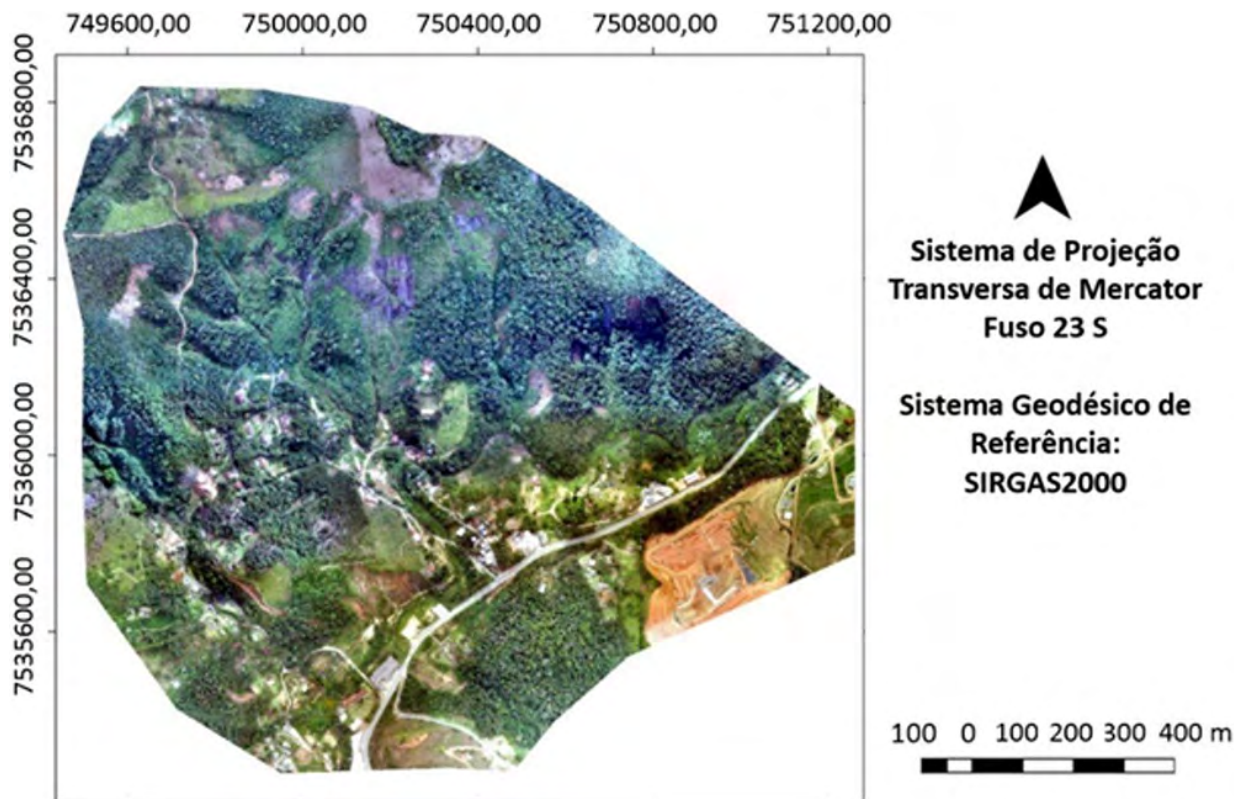 749600,00 750000,00 750400,00 750800,00 751200,00
7536800,00
7536400,00
7536000,00
7535600,00
Sistema de Projeção
Transversa de Mercator
Fuso 23 S
Sistema Geodésico de
Referência:
SIRGAS2000
100 0 100 200 300 400 m